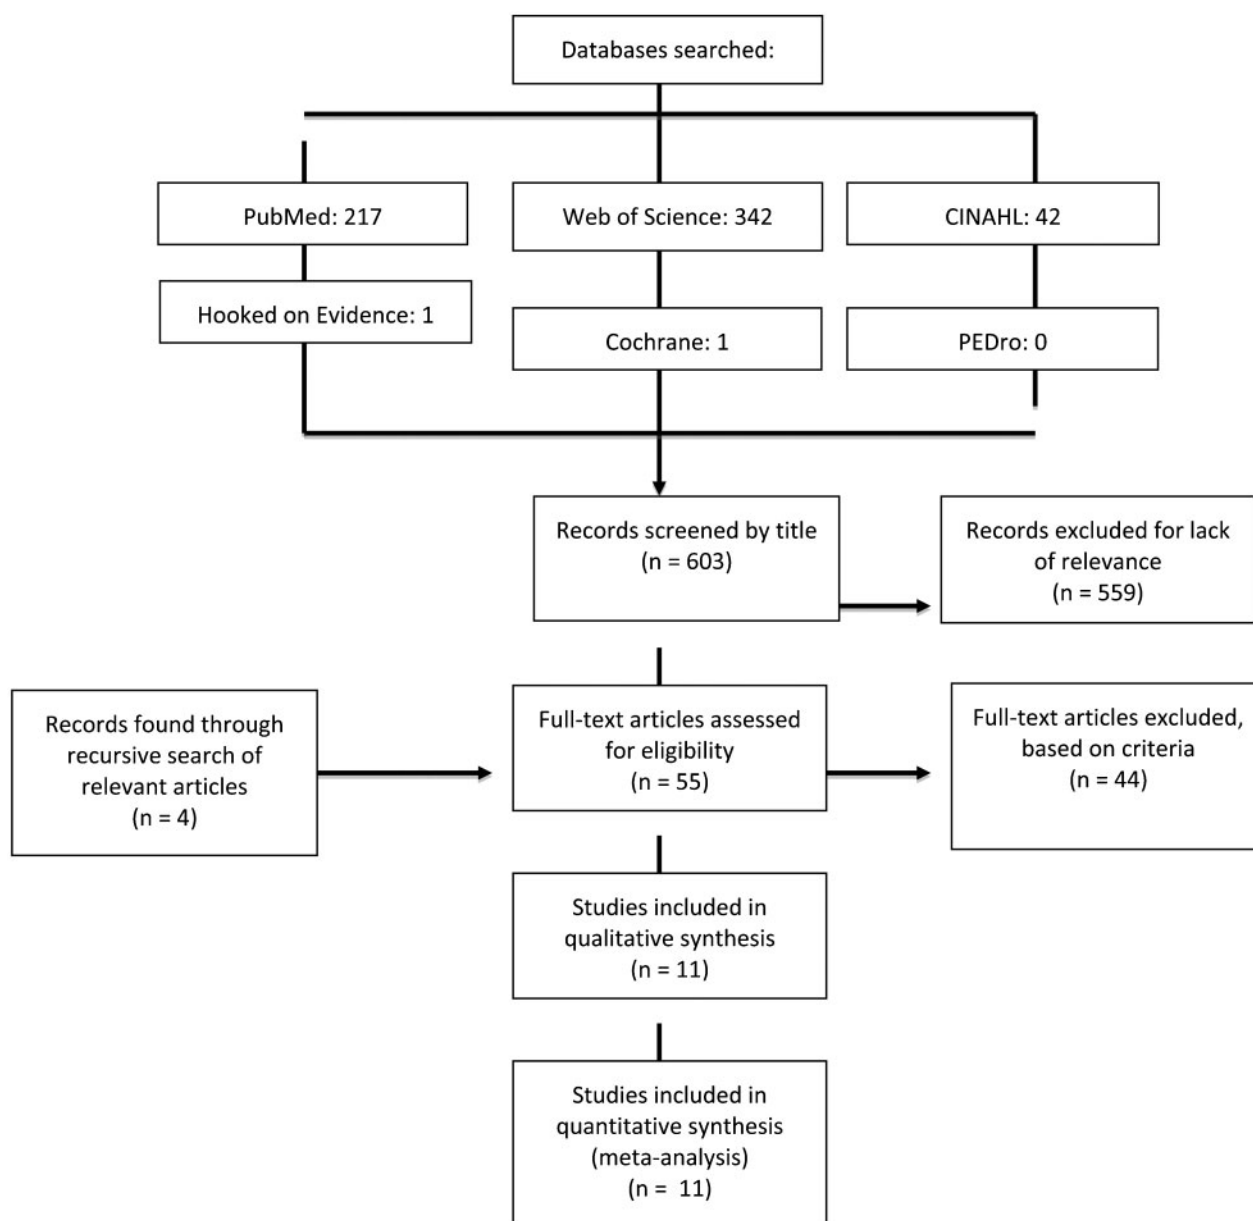 Databases searched:
PubMed: 217
Web of Science: 342
CINAHL: 42
Hooked on Evidence: 1
Cochrane: 1
PEDro: 0
Records screened by title
(n = 603)
Records excluded for lack
of relevance
(n = 559)
Records found through
recursive search of
relevant articles
(n = 4)
Full-text articles assessed
for eligibility
(n = 55)
Full-text articles excluded,
based on criteria
(n = 44)
Studies included in
qualitative synthesis
(n = 11)
Studies included in
quantitative synthesis
(meta-analysis)
(n =  11)